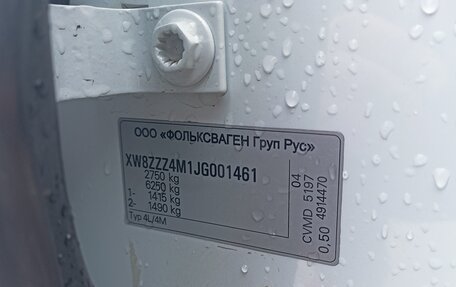 ООО «ФОЛЬКСВАГЕН Груп Рус»
XW8ZZZ4M1JG001461
2750 kg
6250 kg
1- 1415 kg
2- 1490 kg
Typ 4L/4M
04
CVMD 5197
0,50 4914470